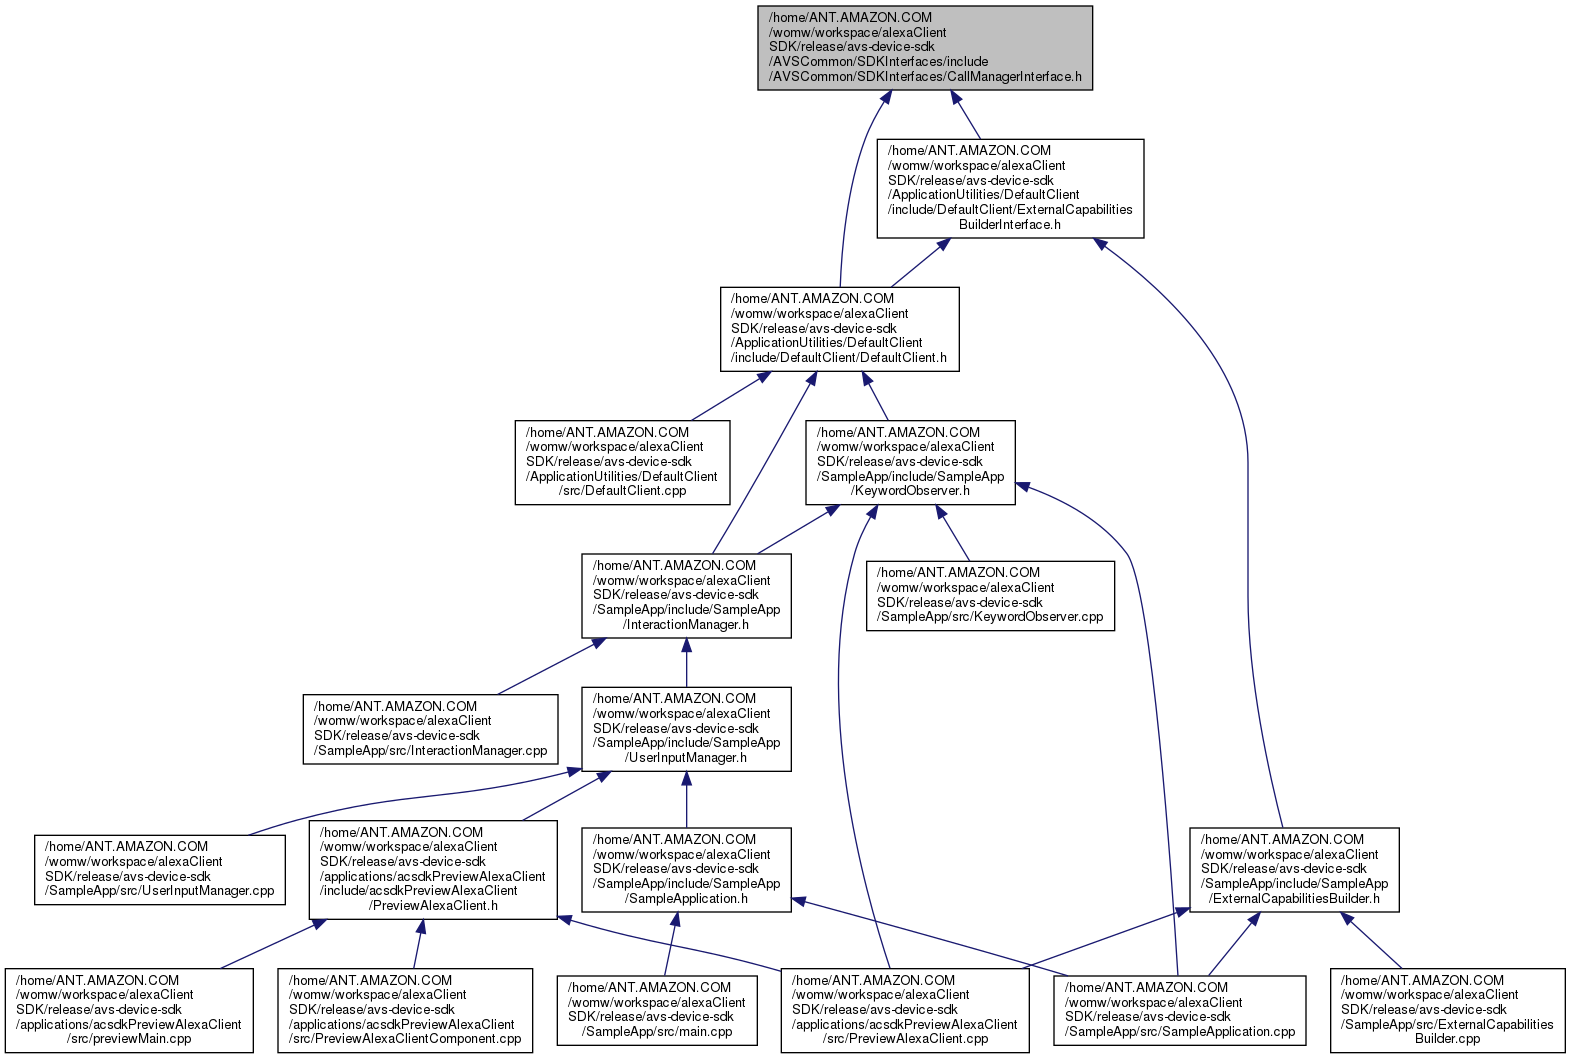 /home/ANT.AMAZON.COM
/womw/workspace/alexaClient
SDK/release/avs-device-sdk
/AVSCommon/SDKInterfaces/include
/AVSCommon/SDKInterfaces/CallManagerInterface.h
/home/ANT.AMAZON.COM
/womw/workspace/alexaClient
SDK/release/avs-device-sdk
/ApplicationUtilities/DefaultClient
/include/DefaultClient/ExternalCapabilities
BuilderInterface.h
/home/ANT.AMAZON.COM
/womw/workspace/alexaClient
SDK/release/avs-device-sdk
/ApplicationUtilities/DefaultClient
/include/DefaultClient/DefaultClient.h
/home/ANT.AMAZON.COM
/womw/workspace/alexaClient
SDK/release/avs-device-sdk
/ApplicationUtilities/DefaultClient
/src/DefaultClient.cpp
/home/ANT.AMAZON.COM
/womw/workspace/alexaClient
SDK/release/avs-device-sdk
/SampleApp/include/SampleApp
/KeywordObserver.h
/home/ANT.AMAZON.COM
/womw/workspace/alexaClient
SDK/release/avs-device-sdk
/SampleApp/include/SampleApp
/InteractionManager.h
/home/ANT.AMAZON.COM
/womw/workspace/alexaClient
SDK/release/avs-device-sdk
/SampleApp/src/KeywordObserver.cpp
/home/ANT.AMAZON.COM
/womw/workspace/alexaClient
SDK/release/avs-device-sdk
/SampleApp/src/InteractionManager.cpp
/home/ANT.AMAZON.COM
/womw/workspace/alexaClient
SDK/release/avs-device-sdk
/SampleApp/include/SampleApp
/UserInputManager.h
/home/ANT.AMAZON.COM
/womw/workspace/alexaClient
SDK/release/avs-device-sdk
/SampleApp/src/UserInputManager.cpp
/home/ANT.AMAZON.COM
/womw/workspace/alexaClient
SDK/release/avs-device-sdk
/applications/acsdkPreviewAlexaClient
/include/acsdkPreviewAlexaClient
/PreviewAlexaClient.h
/home/ANT.AMAZON.COM
/womw/workspace/alexaClient
SDK/release/avs-device-sdk
/SampleApp/include/SampleApp
/SampleApplication.h
/home/ANT.AMAZON.COM
/womw/workspace/alexaClient
SDK/release/avs-device-sdk
/SampleApp/include/SampleApp
/ExternalCapabilitiesBuilder.h
/home/ANT.AMAZON.COM
/womw/workspace/alexaClient
SDK/release/avs-device-sdk
/applications/acsdkPreviewAlexaClient
/src/previewMain.cpp
/home/ANT.AMAZON.COM
/womw/workspace/alexaClient
SDK/release/avs-device-sdk
/applications/acsdkPreviewAlexaClient
/src/PreviewAlexaClientComponent.cpp
/home/ANT.AMAZON.COM
/womw/workspace/alexaClient
SDK/release/avs-device-sdk
/SampleApp/src/main.cpp
/home/ANT.AMAZON.COM
/womw/workspace/alexaClient
SDK/release/avs-device-sdk
/applications/acsdkPreviewAlexaClient
/src/PreviewAlexaClient.cpp
/home/ANT.AMAZON.COM
/womw/workspace/alexaClient
SDK/release/avs-device-sdk
/SampleApp/src/SampleApplication.cpp
/home/ANT.AMAZON.COM
/womw/workspace/alexaClient
SDK/release/avs-device-sdk
/SampleApp/src/ExternalCapabilities
Builder.cpp